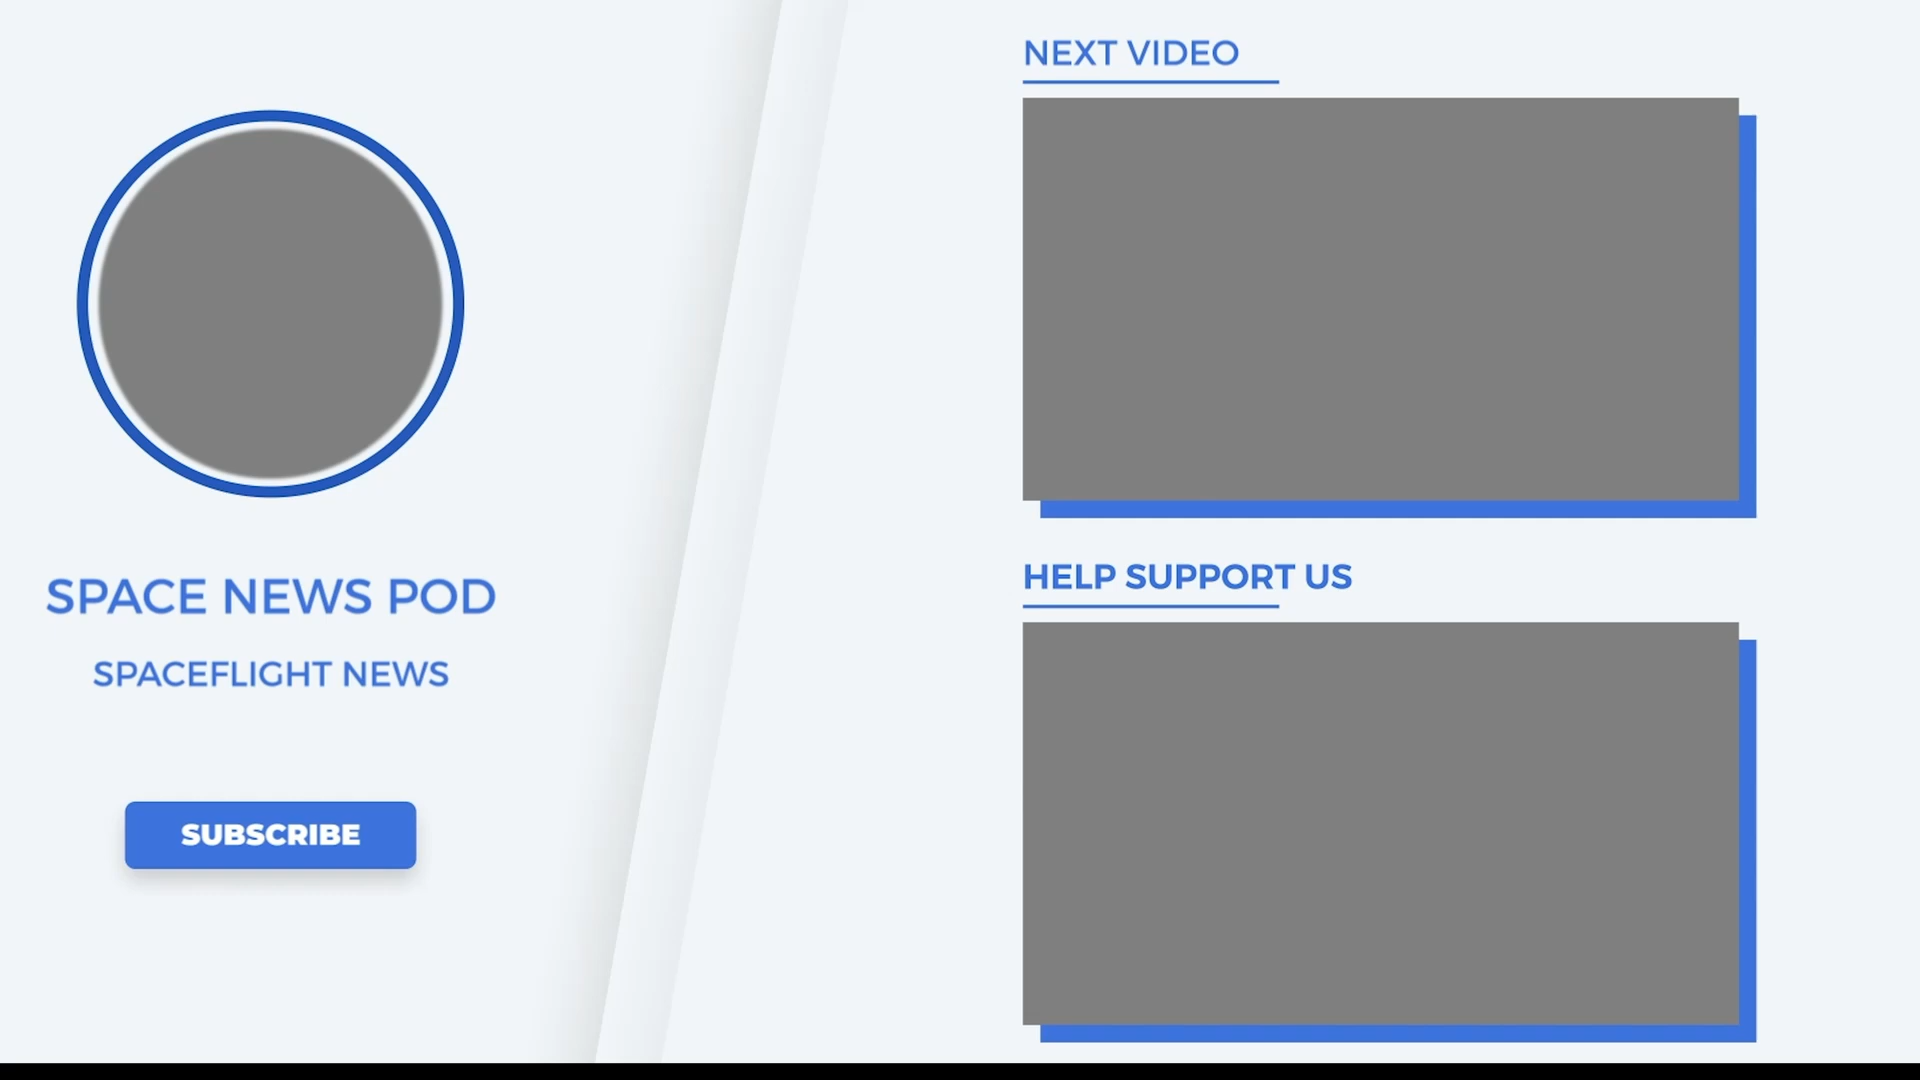 SPACE NEWS POD
SPACEFLIGHT NEWS
SUBSCRIBE
NEXT VIDEO
HELP SUPPORT US